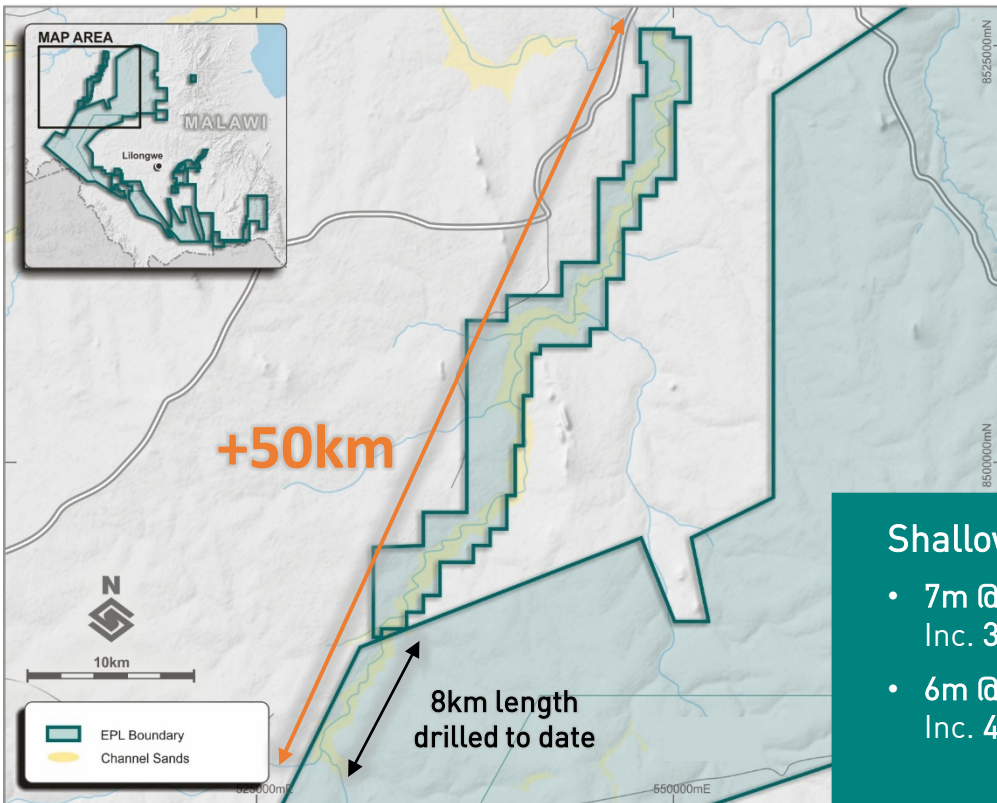 MAP AREA
MALAWI
Lilongwe
8525000mN
+50km
8500000mN
N
10km
EPL Boundary
Channel Sands
8km length
drilled to date
525000mE
550000mE
7m @
Inc. 3
6m @
Inc. 4